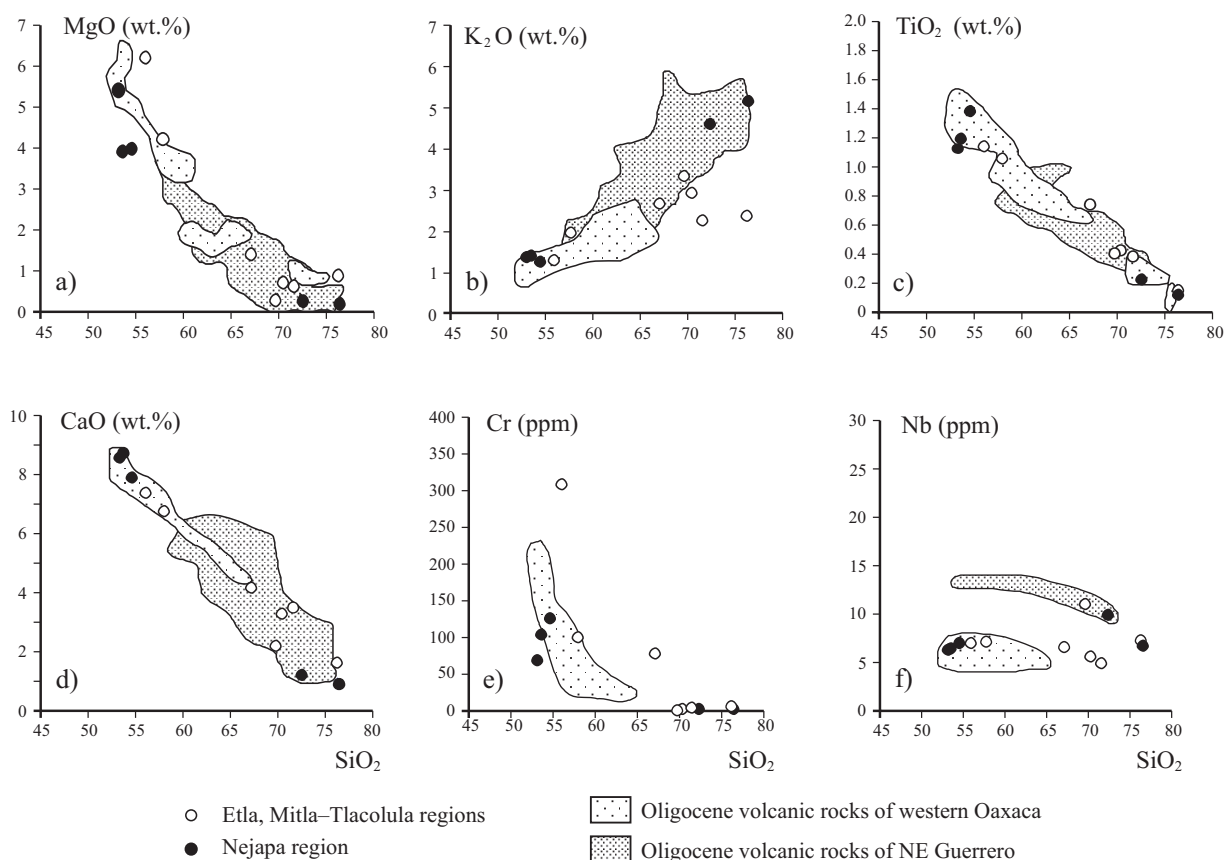 MgO (wt.%)
7
6
5
4
3
2
1
0
a)
45 50 55 60 65 70 75 80
K2O (wt.%)
7
6
5
4
3
2
1
0
b)
45 50 55 60 65 70 75 80
TiO2 (wt.%)
2.0
1.8
1.6
1.4
1.2
1.0
0.8
0.6
0.4
0.2
0
c)
45 50 55 60 65 70 75 80
CaO (wt.%)
10
8
6
4
2
0
d)
45 50 55 60 65 70 75 80
SiO2
Cr (ppm)
400
350
300
250
200
150
100
50
0
e)
45 50 55 60 65 70 75 80
SiO2
Nb (ppm)
30
25
20
15
10
5
0
f)
45 50 55 60 65 70 75 80
SiO2
Etla, Mitla–Tlacolula regions
Nejapa region
Oligocene volcanic rocks of western Oaxaca
Oligocene volcanic rocks of NE Guerrero